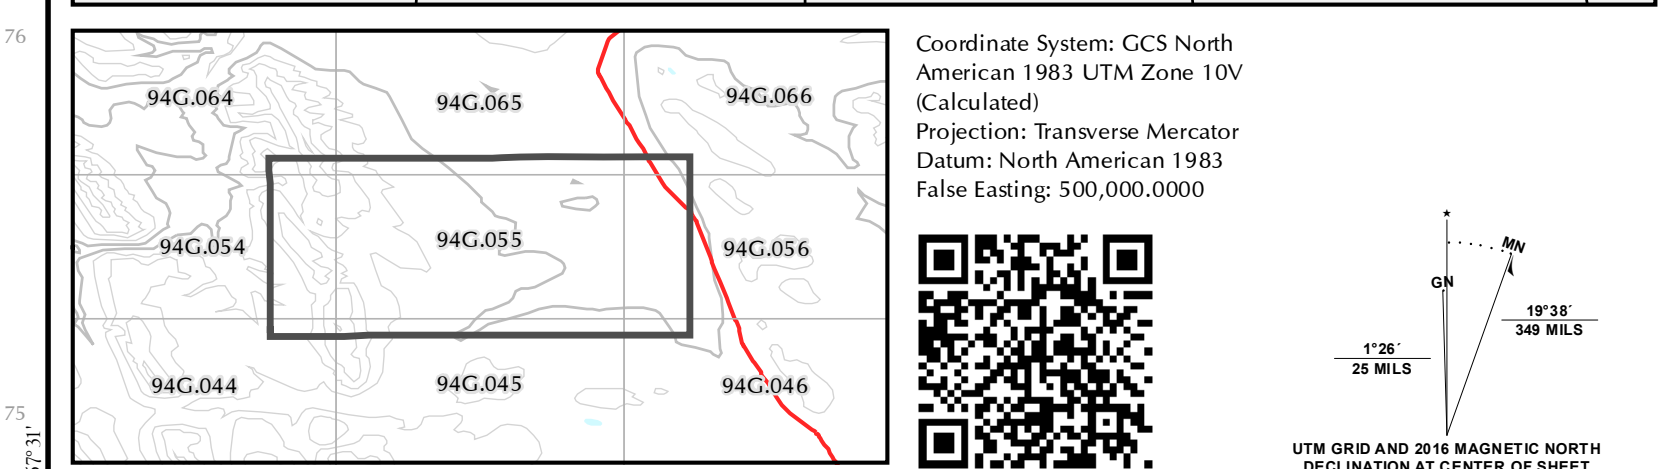 76
94G.064
94G.065
94G.066
94G.054
94G.055
94G.056
94G.044
94G.045
94G.046
75
57°31'
Coordinate System: GCS North
American 1983 UTM Zone 10V
(Calculated)
Projection: Transverse Mercator
Datum: North American 1983
False Easting: 500,000.0000
MN
GN
19°38´
349 MILS
1°26´
25 MILS
UTM GRID AND 2016 MAGNETIC NORTH
DECLINATION AT CENTER OF SHEET